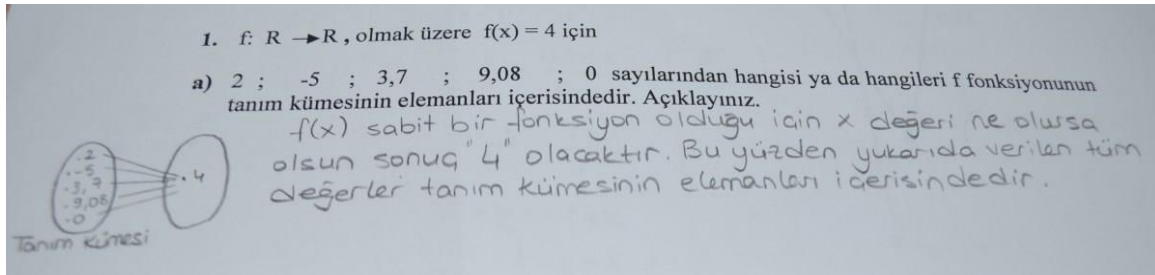 1. f: R →R , olmak üzere f(x) = 4 için
a) 2 ; -5 ; 3,7 ; 9,08 ; 0 sayılarından hangisi ya da hangileri f fonksiyonunun
tanım kümesinin elemanları içerisindedir. Açıklayınız.
f(x) sabit bir fonksiyon olduğu için x değeri ne olursa
olsun sonuç "4" olacaktır. Bu yüzden yukarıda verilen tüm
değerler tanım kümesinin elemanları içerisindedir.
.2
.-5
.3,7
.9,08
.0
.4
Tanım kümesi